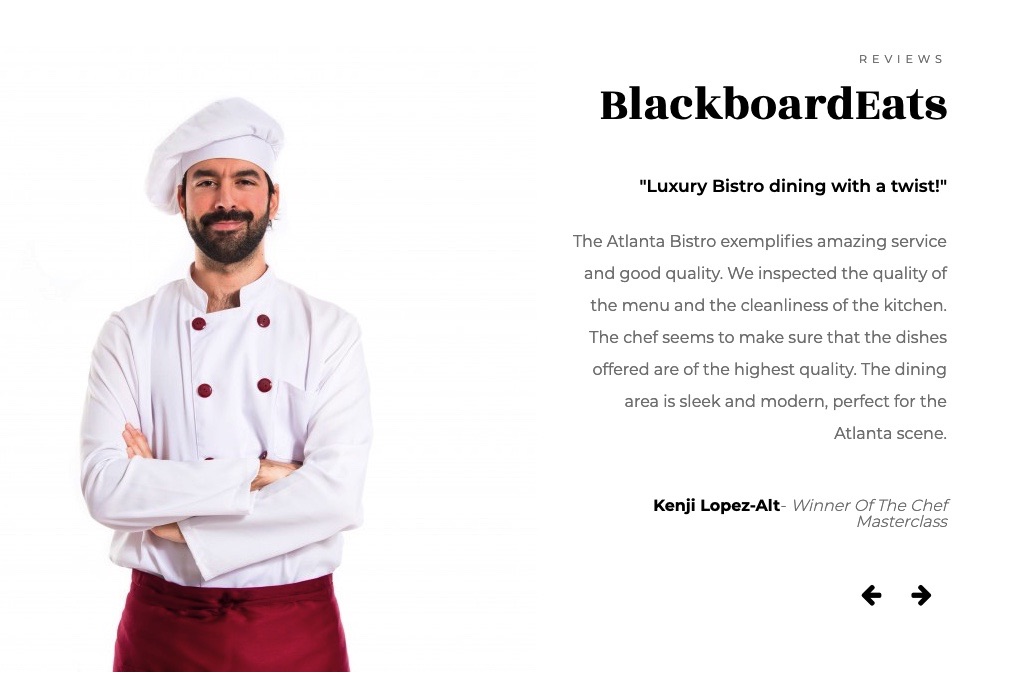 REVIEWS
BlackboardEats
"Luxury Bistro dining with a twist!"
The Atlanta Bistro exemplifies amazing service
and good quality. We inspected the quality of
the menu and the cleanliness of the kitchen.
The chef seems to make sure that the dishes
offered are of the highest quality. The dining
area is sleek and modern, perfect for the
Atlanta scene.
Kenji Lopez-Alt- Winner Of The Chef
Masterclass